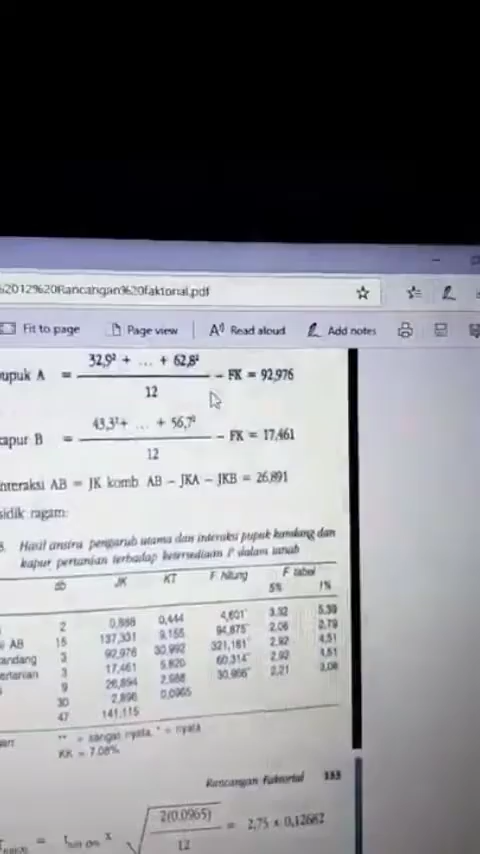 %2012%20Rancangan%20faktorial.pdf
Fit to page
Page view
Read aloud
Add notes
upuk A = 32,9² + ... + 62,8² / 12 - FK = 92,976
apur B = 43,3² + ... + 56,7² / 12 - FK = 17,461
nteraksi AB = JK komb AB - JKA - JKB = 26,891
sidik ragam:
Hasil ansira pengaruh utama dan interaksi pupuk kandang dan
kapur pertanian terhadap ketersediaan P dalam tanah
db JK KT F hitung F tabel
5% 1%
2 0,888 0,444 4,601* 3,32 5,39
AB 15 137,331 9,155 94,875** 2,06 2,79
andang 3 92,976 30,992 321,161** 2,92 4,51
ertanian 3 17,461 5,820 60,314** 2,92 4,51
9 26,894 2,988 30,966** 2,21 3,06
30 2,896 0,0965
47 141,115
** = sangat nyata, * = nyata
KK = 7.08%
Rancangan Faktorial 133
2(0.0965) / 12 = 2,75 x 0,12682